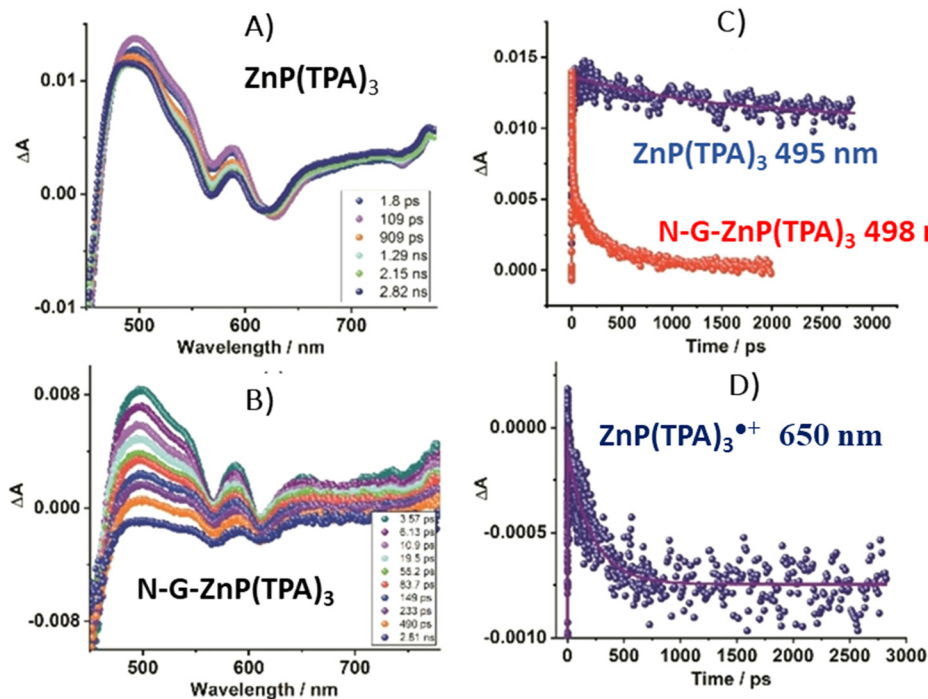 A)
ZnP(TPA)3
0.01
0.00
-0.01
ΔA
500
600
700
Wavelength / nm
1.8 ps
109 ps
909 ps
1.29 ns
2.15 ns
2.82 ns
B)
N-G-ZnP(TPA)3
0.008
0.000
-0.008
ΔA
500
600
700
Wavelength / nm
3.57 ps
6.13 ps
10.9 ps
19.5 ps
55.2 ps
83.7 ps
149 ps
233 ps
490 ps
2.81 ns
C)
0.015
0.010
0.005
0.000
ΔA
ZnP(TPA)3 495 nm
N-G-ZnP(TPA)3 498
0
500
1000
1500
2000
2500
3000
Time / ps
D)
ZnP(TPA)3●+ 650 nm
0.0000
-0.0005
-0.0010
ΔA
0
500
1000
1500
2000
2500
3000
Time / ps